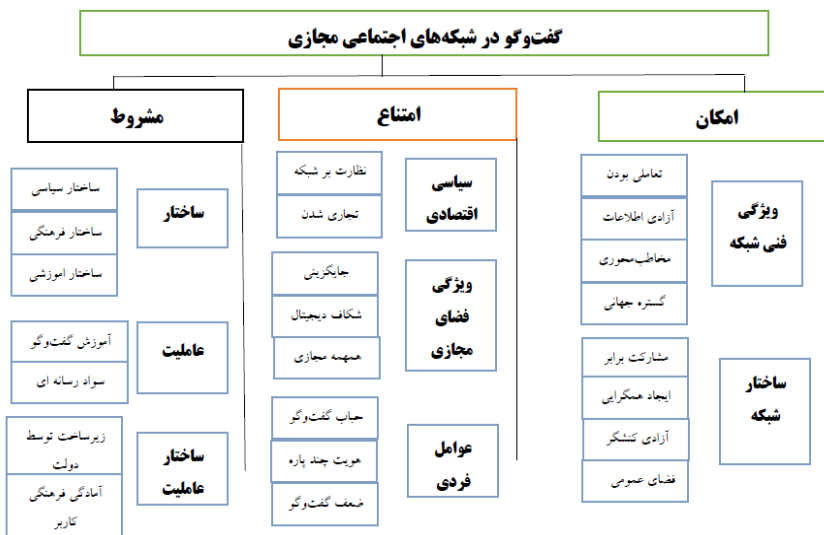 گفت‌وگو در شبکه‌های اجتماعی مجازی
امکان
ویژگی
فنی شبکه
تعاملی بودن
آزادی اطلاعات
مخاطب‌محوری
گستره جهانی
ساختار
شبکه
مشارکت برابر
ایجاد همگرایی
آزادی کنشگر
فضای عمومی
امتناع
سیاسی
اقتصادی
نظارت بر شبکه
تجاری شدن
ویژگی
فضای
مجازی
جایگزینی
شکاف دیجیتال
همهمه مجازی
عوامل
فردی
حباب گفت‌وگو
هویت چند پاره
ضعف گفت‌وگو
مشروط
ساختار
ساختار سیاسی
ساختار فرهنگی
ساختار اموزشی
عاملیت
آموزش گفت‌وگو
سواد رسانه ای
ساختار
عاملیت
زیرساخت توسط
دولت
آمادگی فرهنگی
کاربر